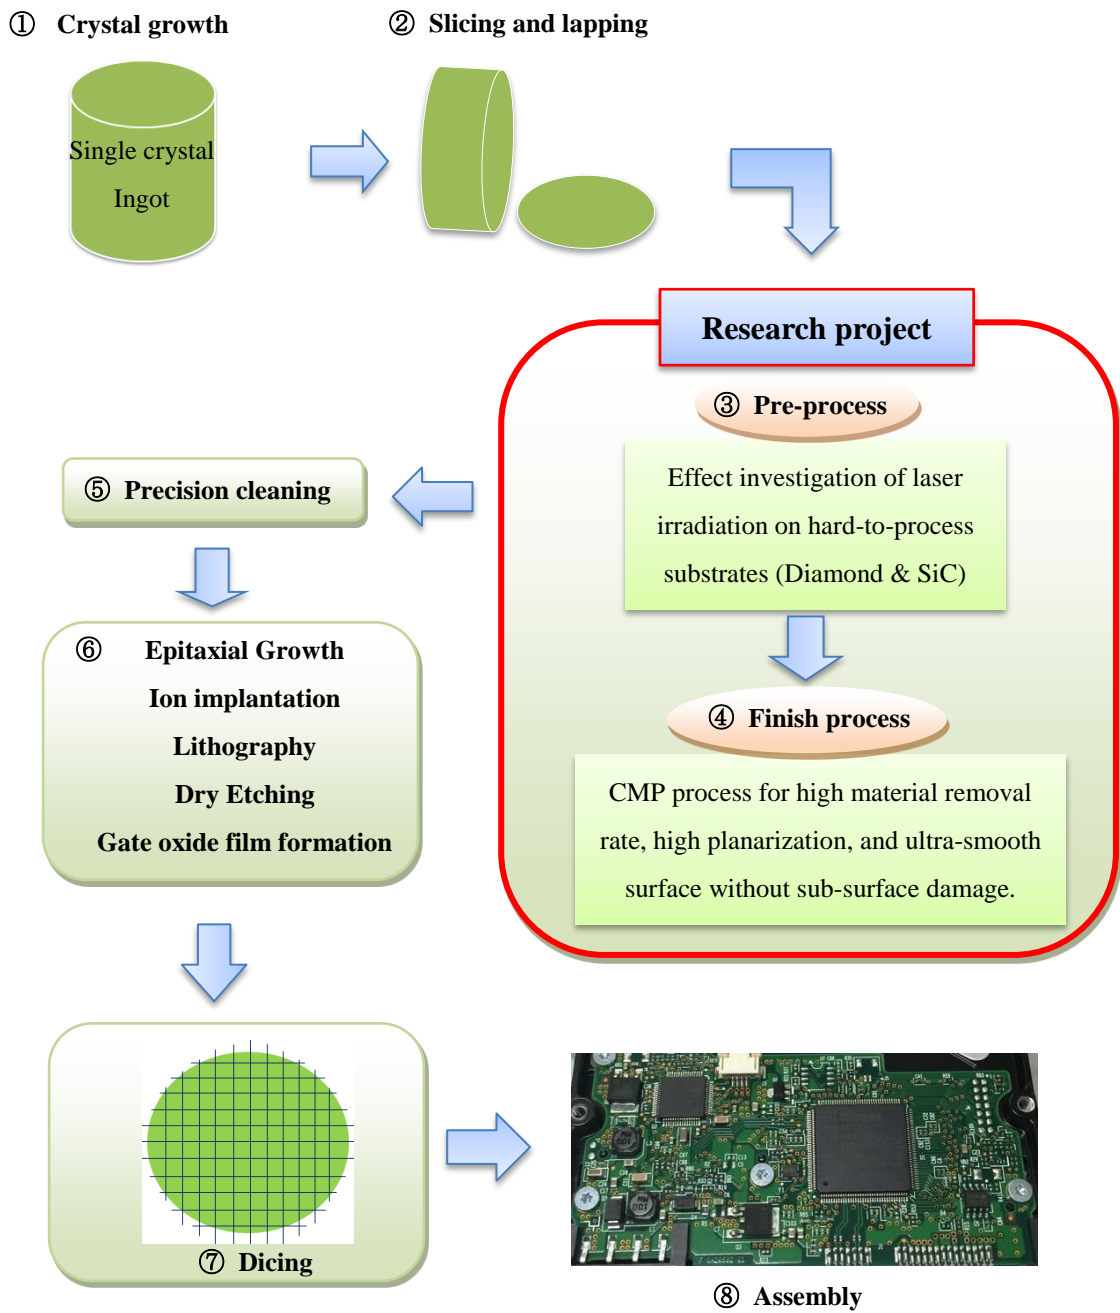 ① Crystal growth
② Slicing and lapping
Single crystal
Ingot
Research project
③ Pre-process
Effect investigation of laser
irradiation on hard-to-process
substrates (Diamond & SiC)
④ Finish process
CMP process for high material removal
rate, high planarization, and ultra-smooth
surface without sub-surface damage.
⑤ Precision cleaning
⑥ Epitaxial Growth
Ion implantation
Lithography
Dry Etching
Gate oxide film formation
⑦ Dicing
⑧ Assembly